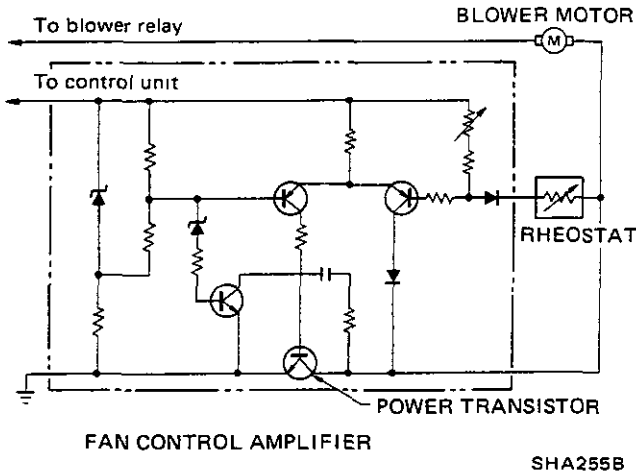 To blower relay
BLOWER MOTOR
M
To control unit
RHEOSTAT
POWER TRANSISTOR
FAN CONTROL AMPLIFIER
SHA255B